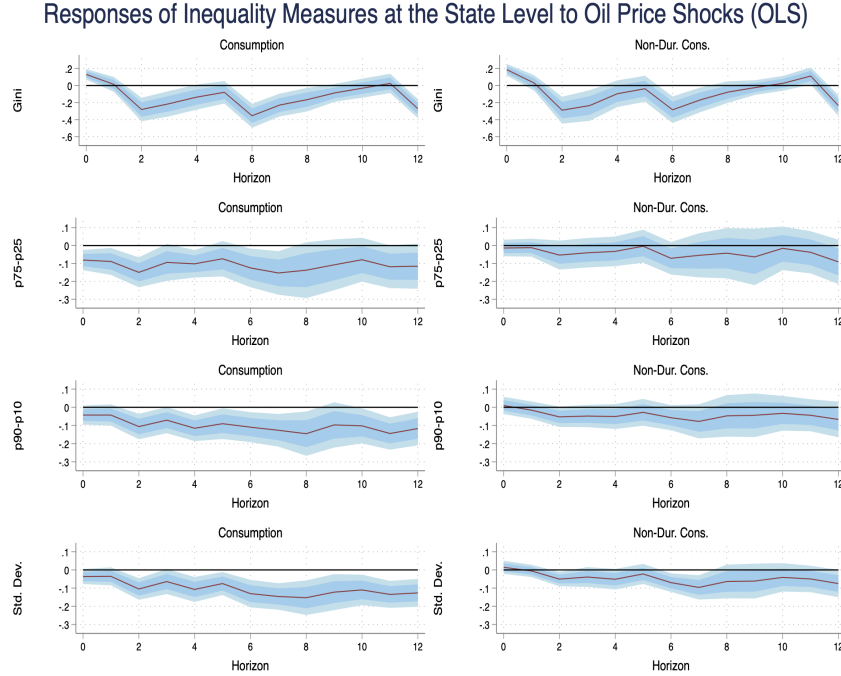 Responses of Inequality Measures at the State Level to Oil Price Shocks (OLS)
Consumption
Gini
.2
0
-.2
-.4
-.6
0 2 4 6 8 10 12
Horizon
Non-Dur. Cons.
Gini
.2
0
-.2
-.4
-.6
0 2 4 6 8 10 12
Horizon
Consumption
p75-p25
.1
0
-.1
-.2
-.3
0 2 4 6 8 10 12
Horizon
Non-Dur. Cons.
p75-p25
.1
0
-.1
-.2
-.3
0 2 4 6 8 10 12
Horizon
Consumption
p90-p10
.1
0
-.1
-.2
-.3
0 2 4 6 8 10 12
Horizon
Non-Dur. Cons.
p90-p10
.1
0
-.1
-.2
-.3
0 2 4 6 8 10 12
Horizon
Consumption
Std. Dev.
.1
0
-.1
-.2
-.3
0 2 4 6 8 10 12
Horizon
Non-Dur. Cons.
Std. Dev.
.1
0
-.1
-.2
-.3
0 2 4 6 8 10 12
Horizon